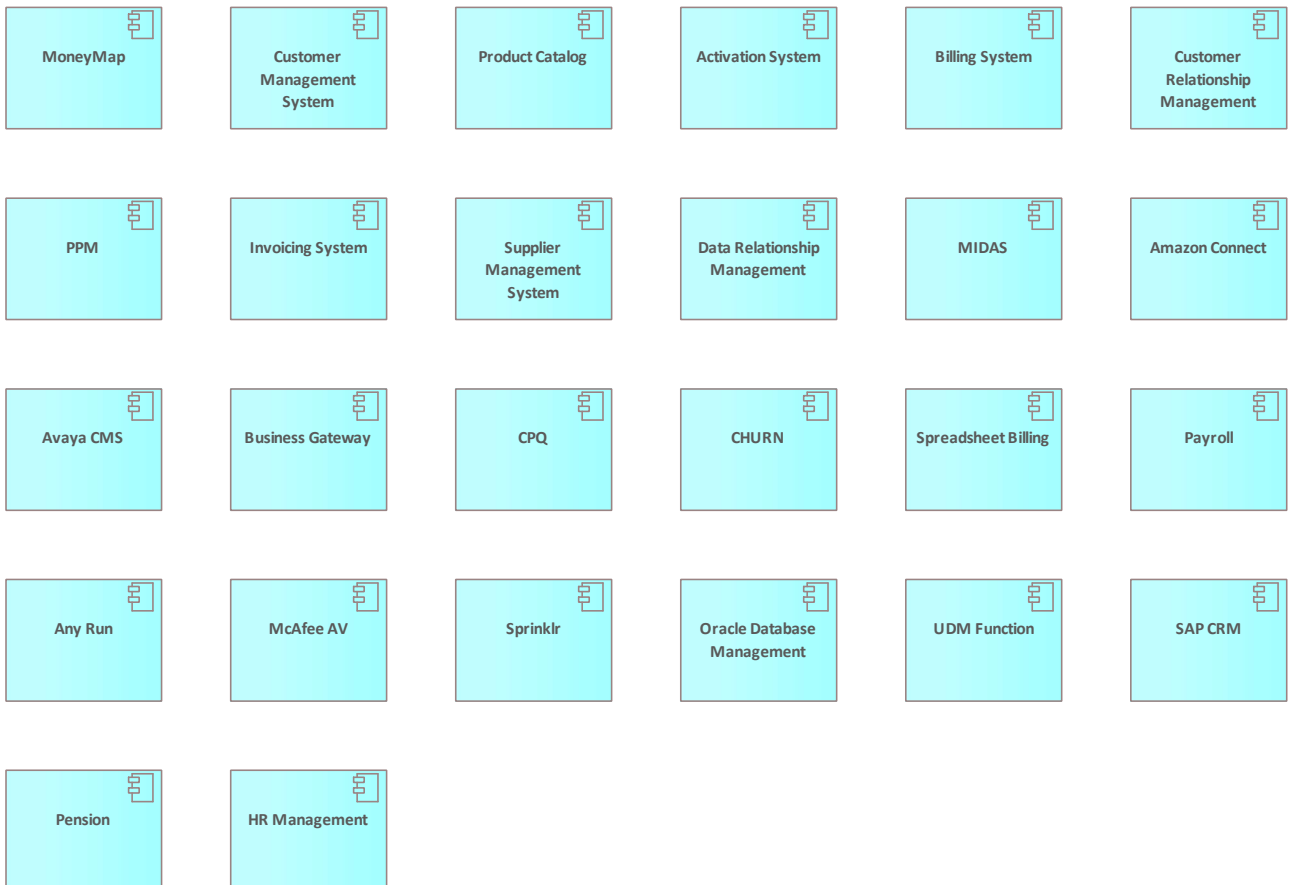 MoneyMap
Customer
Management
System
Product Catalog
Activation System
Billing System
Customer
Relationship
Management
PPM
Invoicing System
Supplier
Management
System
Data Relationship
Management
MIDAS
Amazon Connect
Avaya CMS
Business Gateway
CPQ
CHURN
Spreadsheet Billing
Payroll
Any Run
McAfee AV
Sprinklr
Oracle Database
Management
UDM Function
SAP CRM
Pension
HR Management